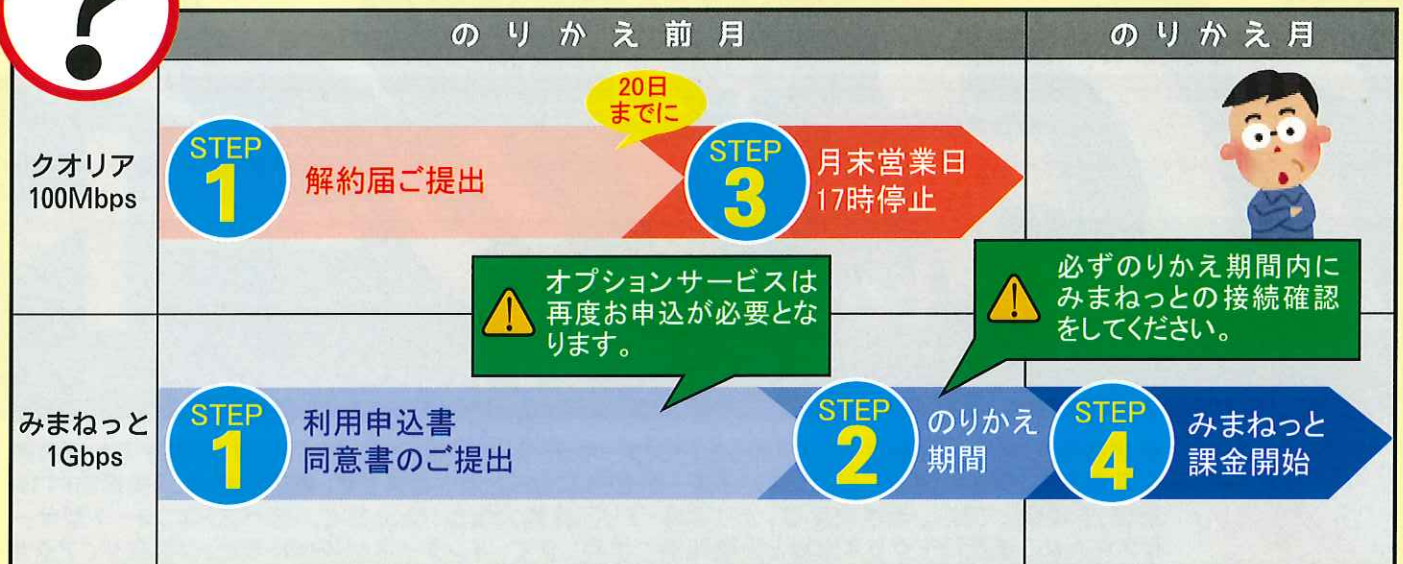 ?
のりかえ前月
のりかえ月
クオリア
100Mbps
STEP
1
解約届ご提出
20日
までに
STEP
3
月末営業日
17時停止
オプションサービスは
再度お申込が必要とな
ります。
必ずのりかえ期間内に
みまねっとの接続確認
をしてください。
みまねっと
1Gbps
STEP
1
利用申込書
同意書のご提出
STEP
2
のりかえ
期間
STEP
4
みまねっと
課金開始